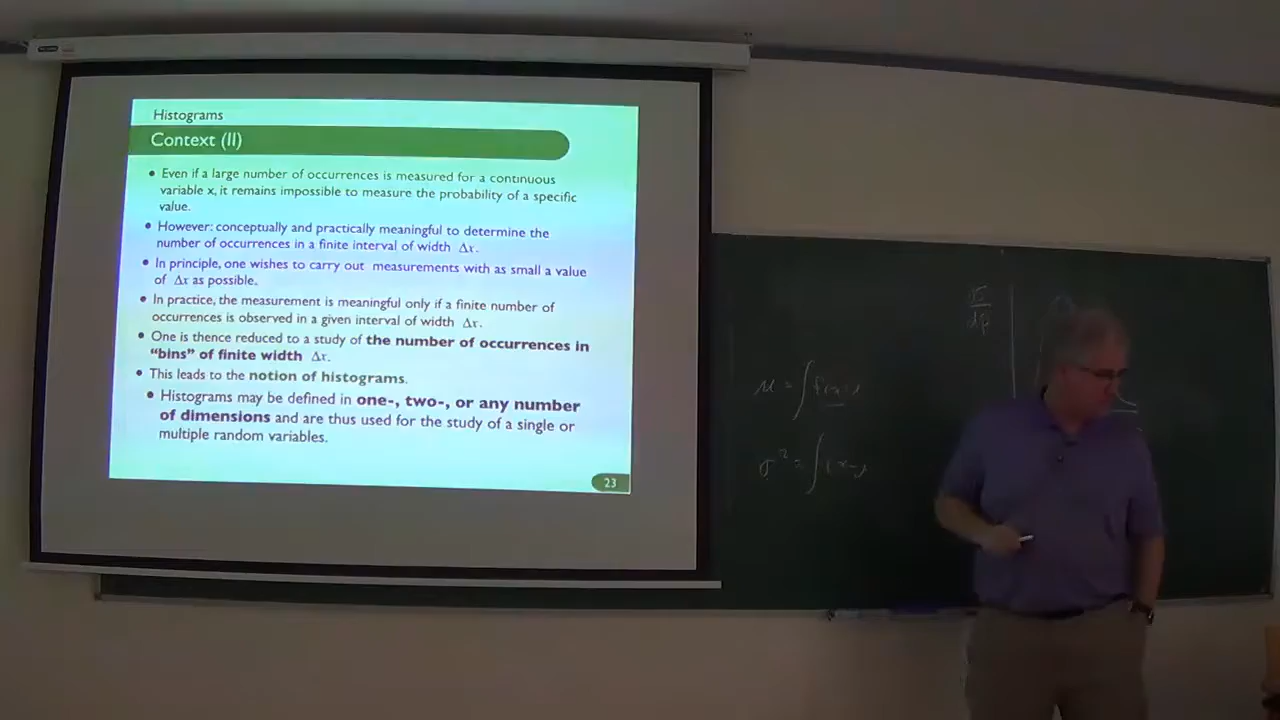 Histograms
Context (II)
• Even if a large number of occurrences is measured for a continuous
variable x, it remains impossible to measure the probability of a specific
value.
• However: conceptually and practically meaningful to determine the
number of occurrences in a finite interval of width Δx.
• In principle, one wishes to carry out measurements with as small a value
of Δx as possible.
• In practice, the measurement is meaningful only if a finite number of
occurrences is observed in a given interval of width Δx.
• One is thence reduced to a study of the number of occurrences in
"bins" of finite width Δx.
• This leads to the notion of histograms.
• Histograms may be defined in one-, two-, or any number
of dimensions and are thus used for the study of a single or
multiple random variables.
23
μ = ∫ f(x)
σ² = ∫ (x-